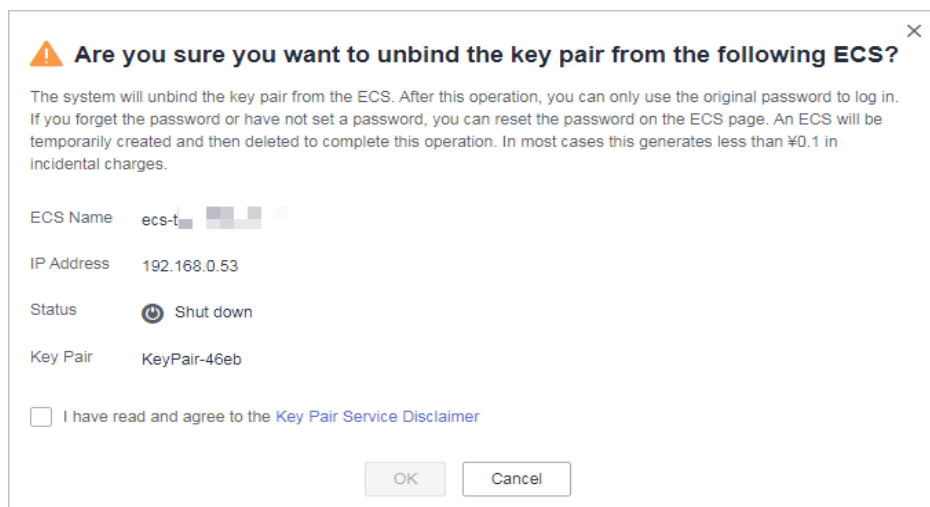 Are you sure you want to unbind the key pair from the following ECS?
The system will unbind the key pair from the ECS. After this operation, you can only use the original password to log in.
If you forget the password or have not set a password, you can reset the password on the ECS page. An ECS will be
temporarily created and then deleted to complete this operation. In most cases this generates less than ¥0.1 in
incidental charges.
ECS Name ecs-t
IP Address 192.168.0.53
Status Shut down
Key Pair KeyPair-46eb
I have read and agree to the Key Pair Service Disclaimer
OK Cancel